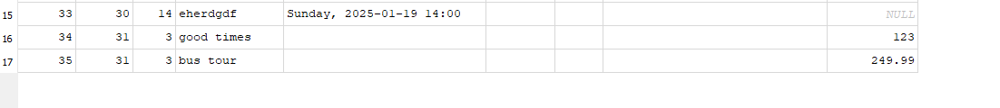 15 33 30 14 eherdgdf Sunday, 2025-01-19 14:00 NULL
16 34 31 3 good times 123
17 35 31 3 bus tour 249.99